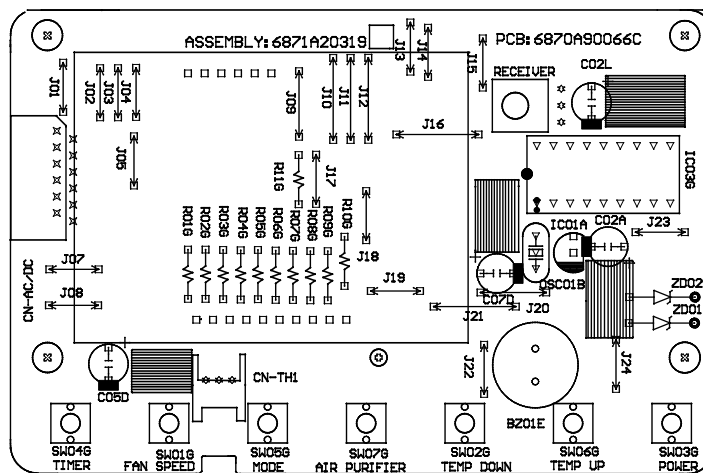 ASSEMBLY:6871A20319
PCB:6870A90066C
C02L
J13
J14
J15
RECEIVER
J01
J02
J03
J04
J09
J10
J11
J12
J16
J05
R11G
J17
IC03G
R01G
R02G
R03G
R04G
R05G
R06G
R07G
R08G
R09G
R10G
J18
IC01A
C02A
J23
J07
J08
CN-AC/DC
J19
C07D
OSC01B
ZD02
ZD01
J21
J20
J22
J24
C05D
CN-TH1
BZ01E
SW04G
SW01G
SW05G
SW07G
SW02G
SW06G
SW03G
TIMER
FAN SPEED
MODE
AIR PURIFIER
TEMP DOWN
TEMP UP
POWER